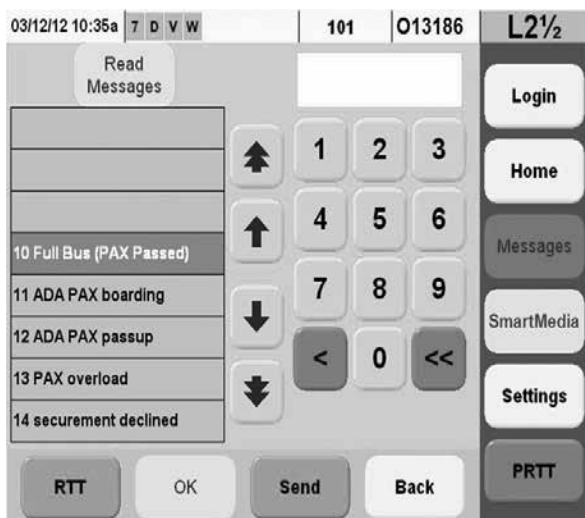 03/12/12 10:35a 7 D V W 101 O13186 L2½
Read
Messages
Login
1 2 3
Home
4 5 6
10 Full Bus (PAX Passed)
Messages
11 ADA PAX boarding
7 8 9
12 ADA PAX passup
SmartMedia
13 PAX overload
< 0 <<
14 securement declined
Settings
RTT OK Send Back
PRTT